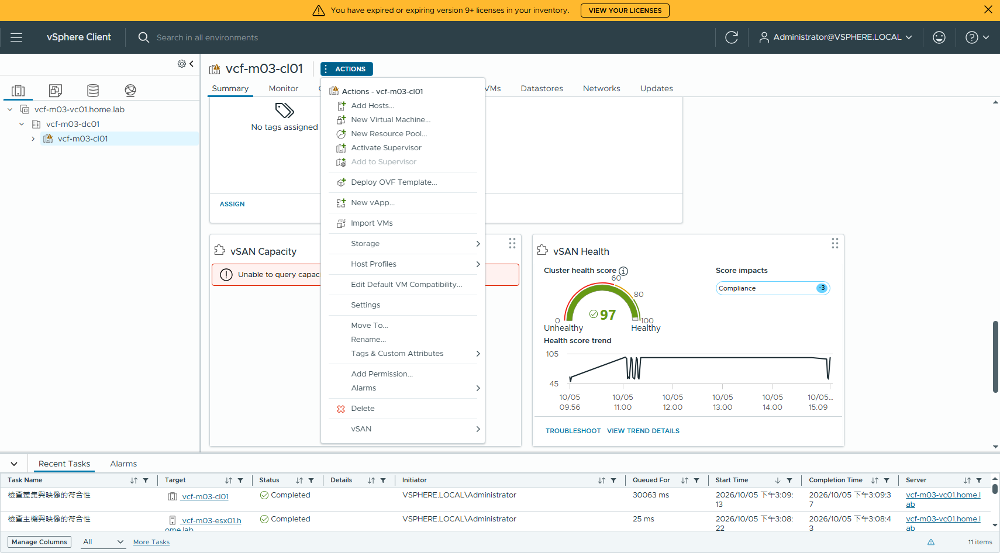 You have expired or expiring version 9+ licenses in your inventory.
VIEW YOUR LICENSES
vSphere Client
Search in all environments
Administrator@VSPHERE.LOCAL
vcf-m03-vc01.home.lab
vcf-m03-dc01
vcf-m03-cl01
vcf-m03-cl01
ACTIONS
Summary
Monitor
VMs
Datastores
Networks
Updates
No tags assigned
ASSIGN
Actions - vcf-m03-cl01
Add Hosts...
New Virtual Machine...
New Resource Pool...
Activate Supervisor
Add to Supervisor
Deploy OVF Template...
New vApp...
Import VMs
Storage
Host Profiles
Edit Default VM Compatibility...
Settings
Move To...
Rename...
Tags & Custom Attributes
Add Permission...
Alarms
Delete
vSAN
vSAN Capacity
Unable to query capac
vSAN Health
Cluster health score
Score impacts
Compliance -3
0
60
80
100
97
Unhealthy
Healthy
Health score trend
105
45
10/05 09:56
10/05 11:00
10/05 12:00
10/05 13:00
10/05 14:00
10/05... 15:09
TROUBLESHOOT VIEW TREND DETAILS
Recent Tasks Alarms
Task Name Target Status Details Initiator Queued For Start Time Completion Time Server
檢查叢集與映像的符合性 vcf-m03-cl01 Completed VSPHERE.LOCAL\Administrator 30063 ms 2026/10/05 下午3:09:13 2026/10/05 下午3:09:37 vcf-m03-vc01.home.lab
檢查主機與映像的符合性 vcf-m03-esx01.home.lab Completed VSPHERE.LOCAL\Administrator 25 ms 2026/10/05 下午3:08:22 2026/10/05 下午3:08:43 vcf-m03-vc01.home.lab
Manage Columns All More Tasks 11 items